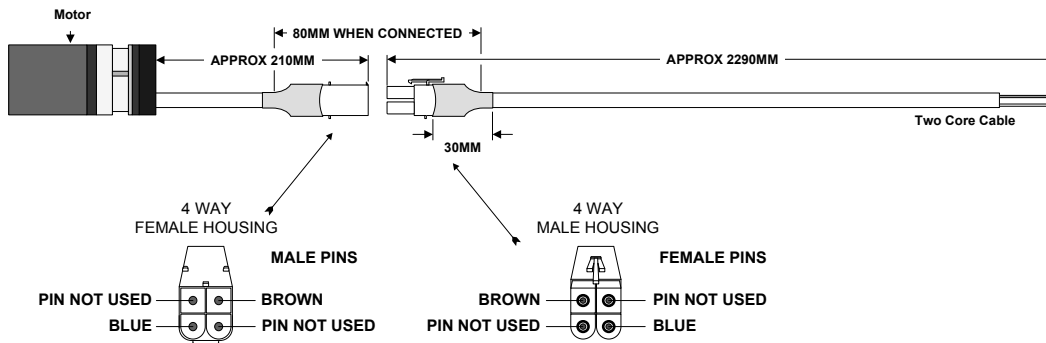 Motor
80MM WHEN CONNECTED
APPROX 210MM
APPROX 2290MM
Two Core Cable
30MM
4 WAY
FEMALE HOUSING
MALE PINS
PIN NOT USED
BROWN
BLUE
PIN NOT USED
4 WAY
MALE HOUSING
FEMALE PINS
BROWN
PIN NOT USED
PIN NOT USED
BLUE